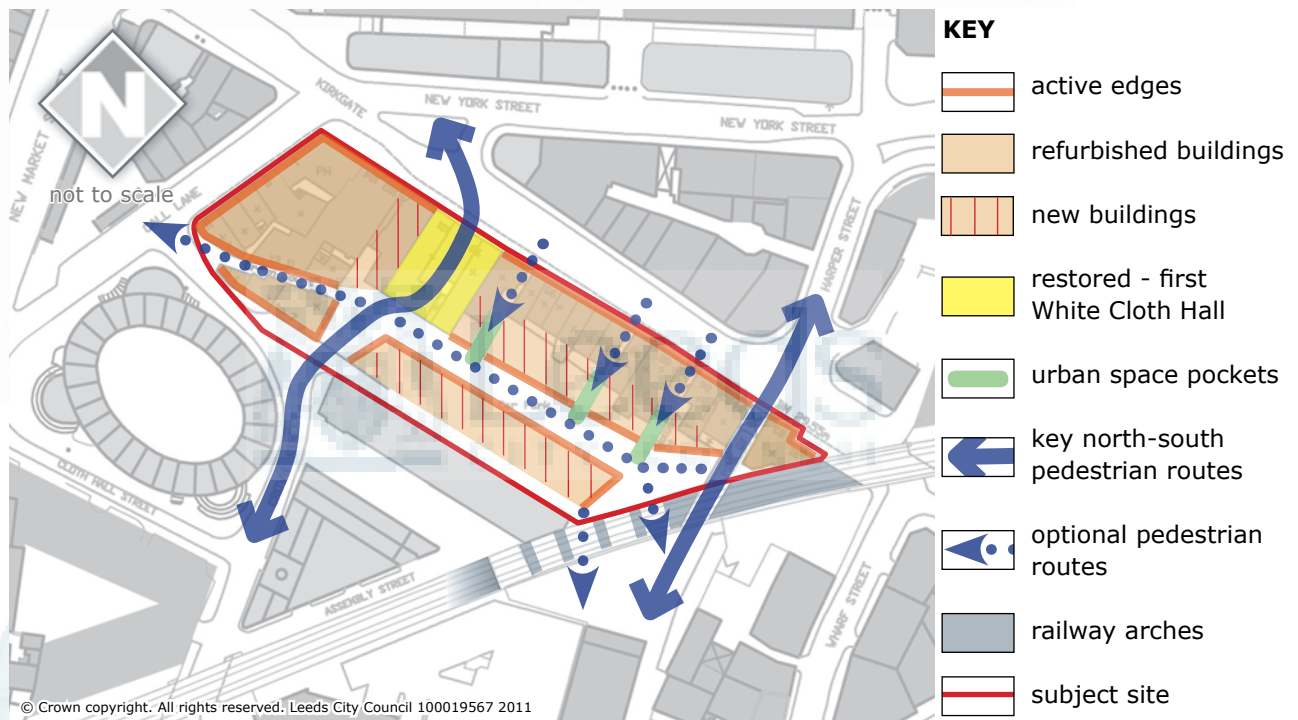 N
not to scale
NEW MARKET
KIRKGATE
NEW YORK STREET
NEW YORK STREET
PH
HARPER STREET
CLOTH HALL STREET
ASSEMBLY STREET
WHARF STREET
© Crown copyright. All rights reserved. Leeds City Council 100019567 2011
KEY
active edges
refurbished buildings
new buildings
restored - first
White Cloth Hall
urban space pockets
key north-south
pedestrian routes
optional pedestrian
routes
railway arches
subject site